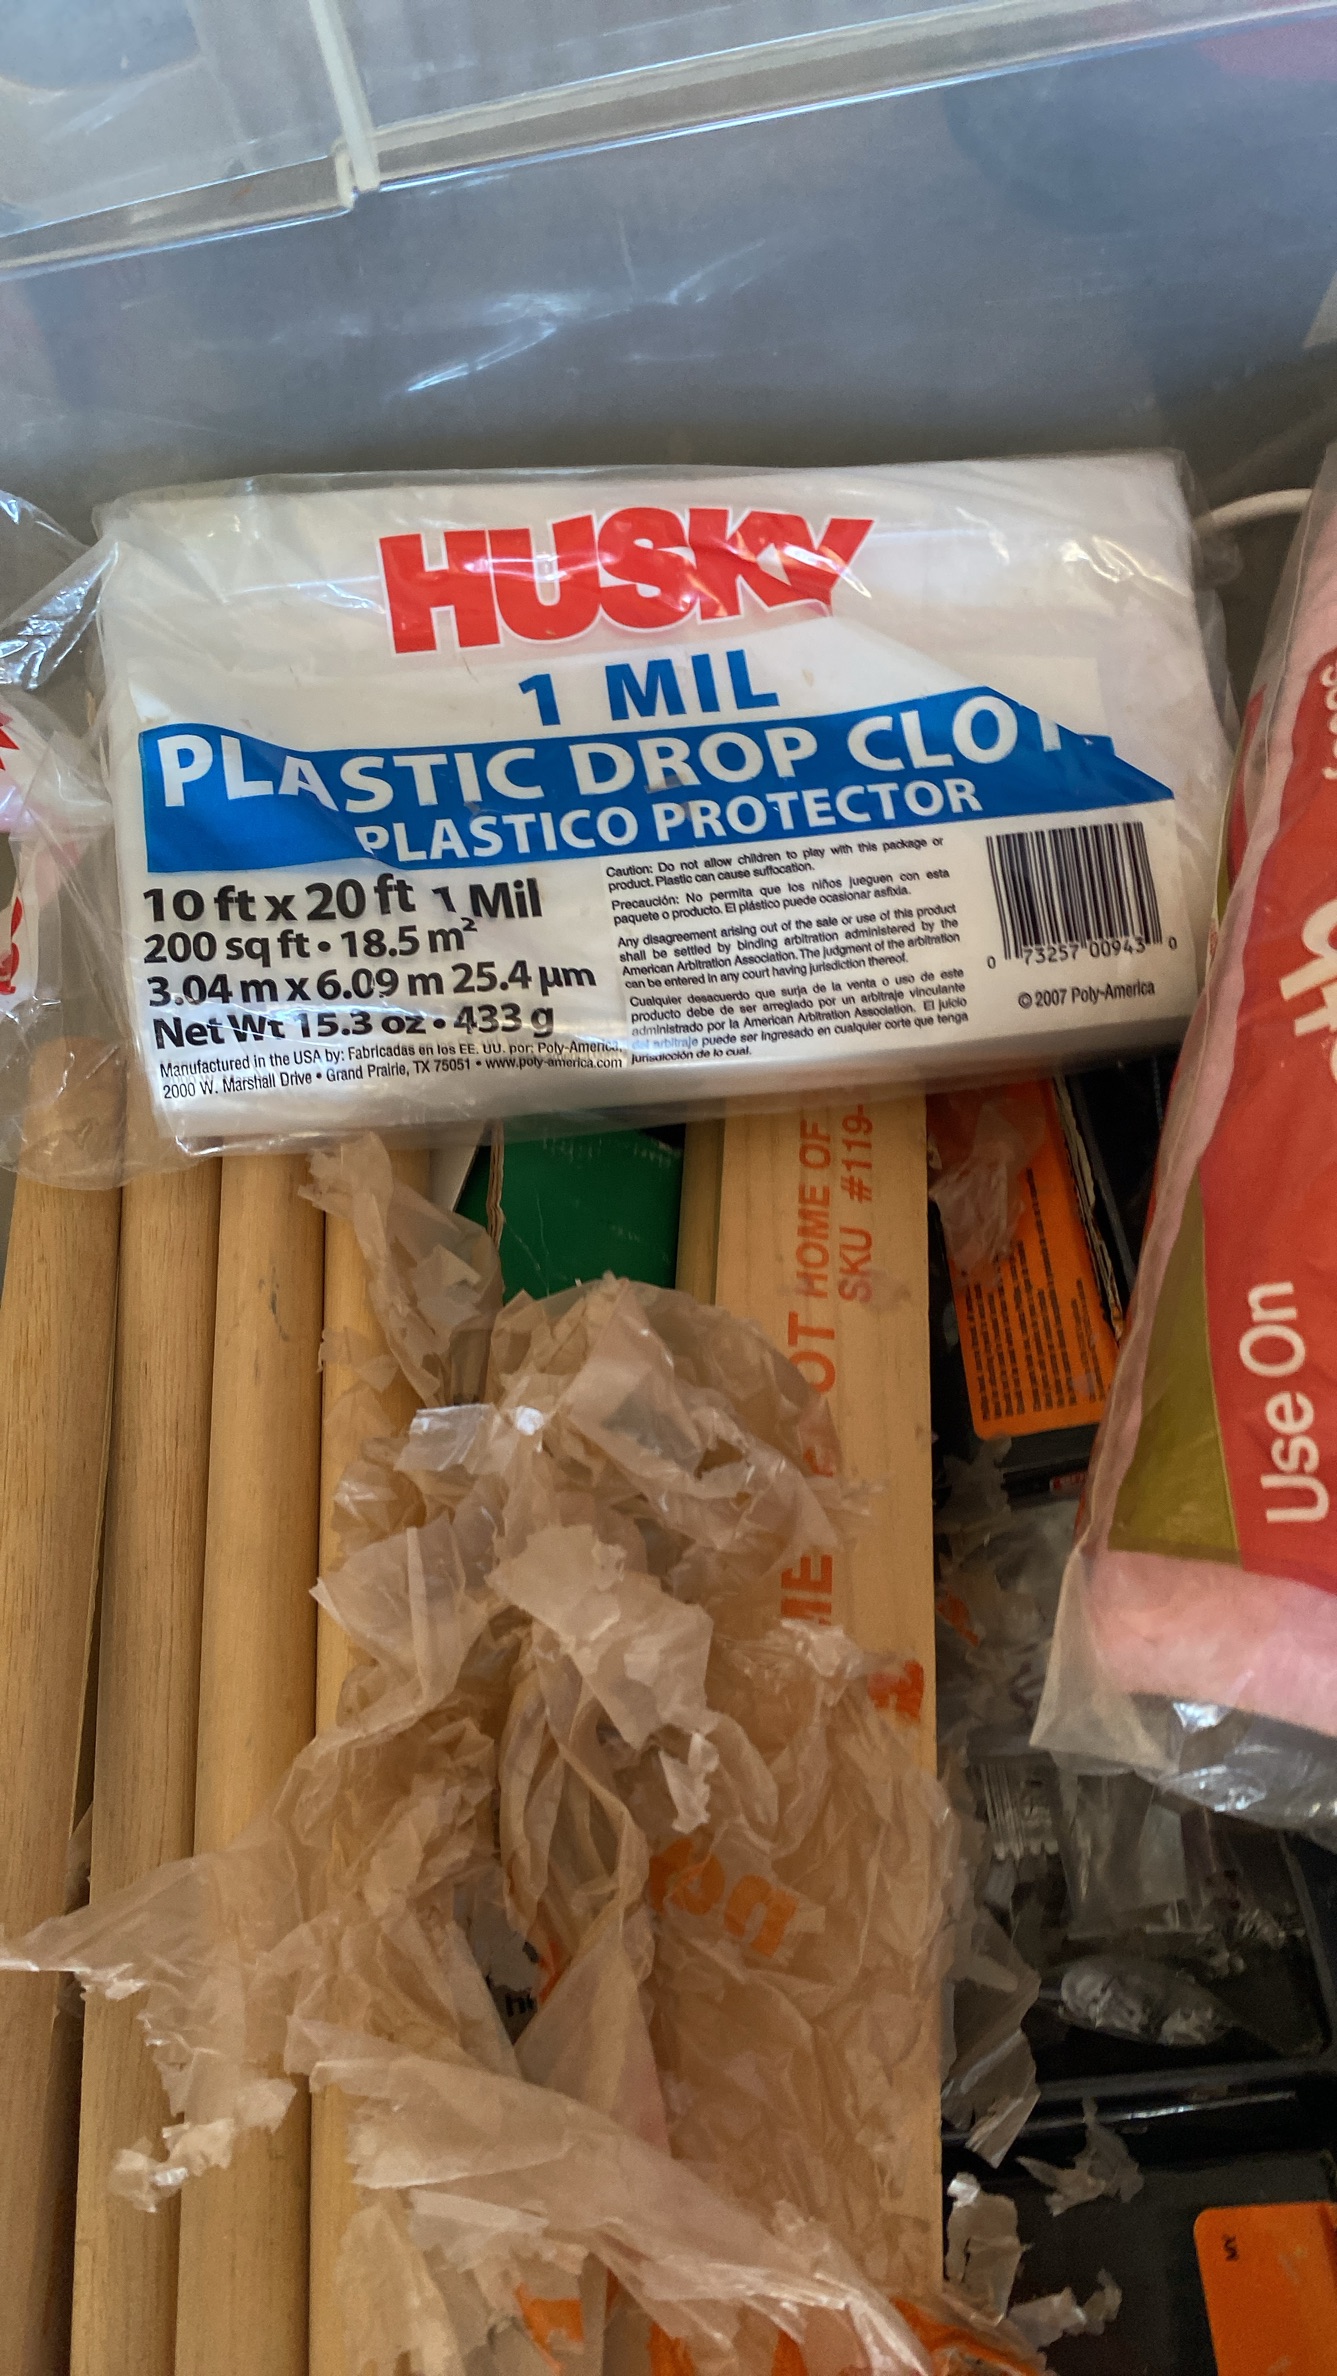 HUSKY
1 MIL
PLASTIC DROP CLOT
PLASTICO PROTECTOR
10 ft x 20 ft 1 Mil
200 sq ft • 18.5 m²
3.04 m x 6.09 m 25.4 µm
Net Wt 15.3 oz • 433 g
Manufactured in the USA by: Fabricadas en los EE. UU. por: Poly-America,
2000 W. Marshall Drive • Grand Prairie, TX 75051 • www.poly-america.com
Caution: Do not allow children to play with this package or
product. Plastic can cause suffocation.
Precaución: No permita que los niños jueguen con esta
paquete o producto. El plástico puede ocasionar asfixia.
Any disagreement arising out of the sale or use of this product
shall be settled by binding arbitration administered by the
American Arbitration Association. The judgment of the arbitration
can be entered in any court having jurisdiction thereof.
Cualquier desacuerdo que surja de la venta o uso de este
producto debe de ser arreglado por un arbitraje vinculante
administrado por la American Arbitration Association. El juicio
del arbitraje puede ser ingresado en cualquier corte que tenga
jurisdicción de lo cual.
0 73257 00943 0
© 2007 Poly-America
OT HOME OF
SKU #119-
ME
Use On